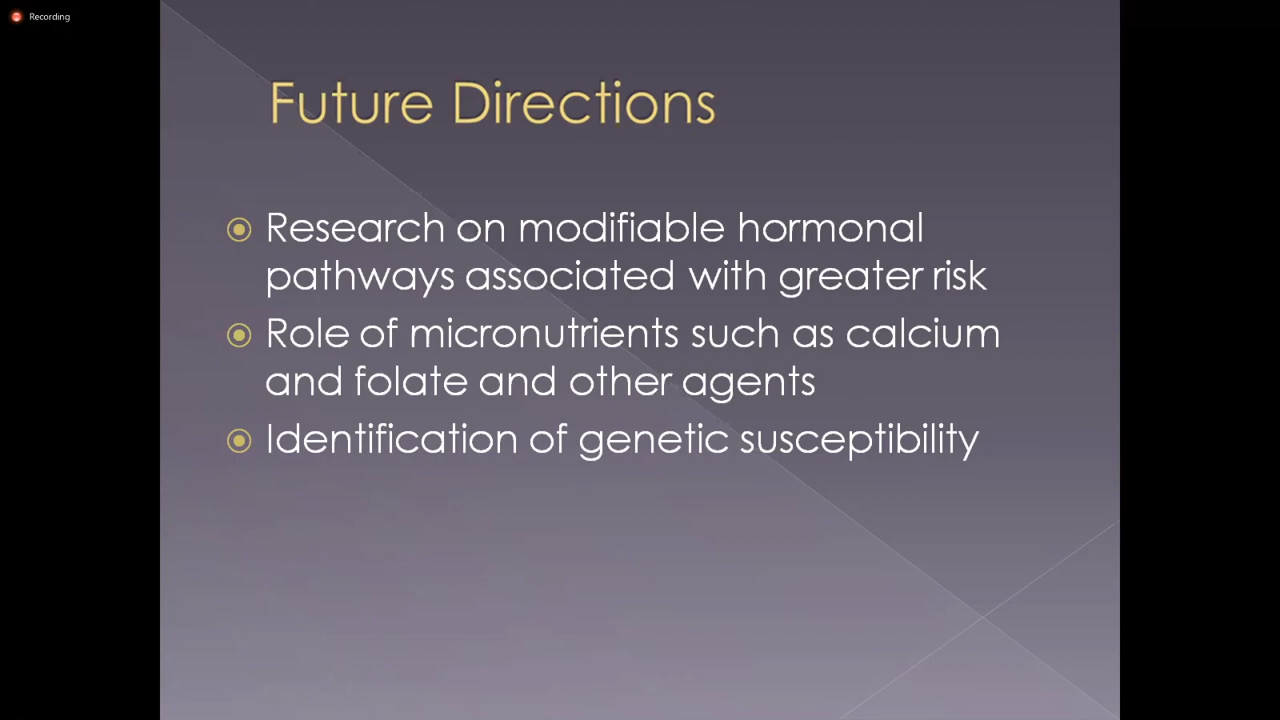 Recording
Future Directions
Research on modifiable hormonal
pathways associated with greater risk
Role of micronutrients such as calcium
and folate and other agents
Identification of genetic susceptibility